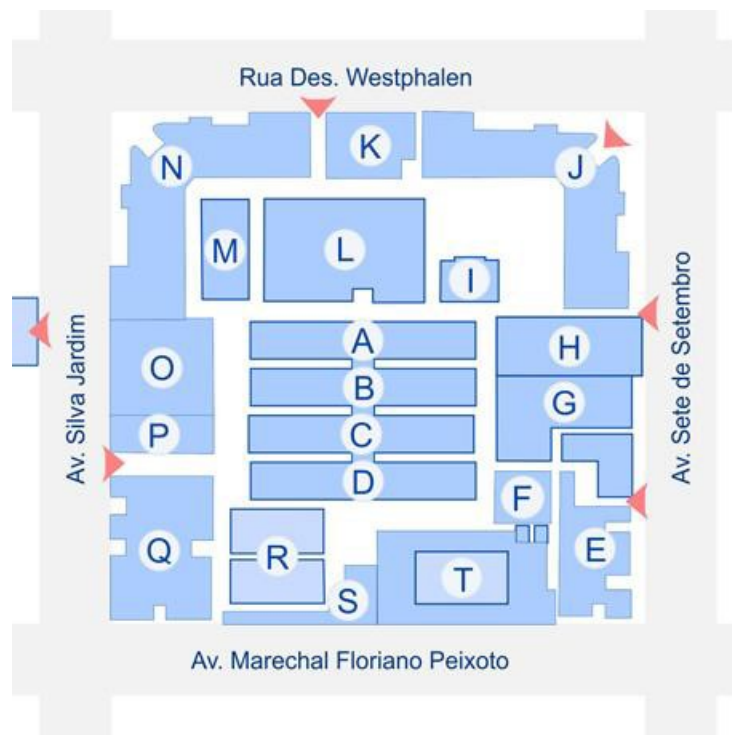 Rua Des. Westphalen
K
N
J
M
L
I
A
H
B
O
G
C
P
D
F
Q
R
E
T
S
Av. Silva Jardim
Av. Sete de Setembro
Av. Marechal Floriano Peixoto